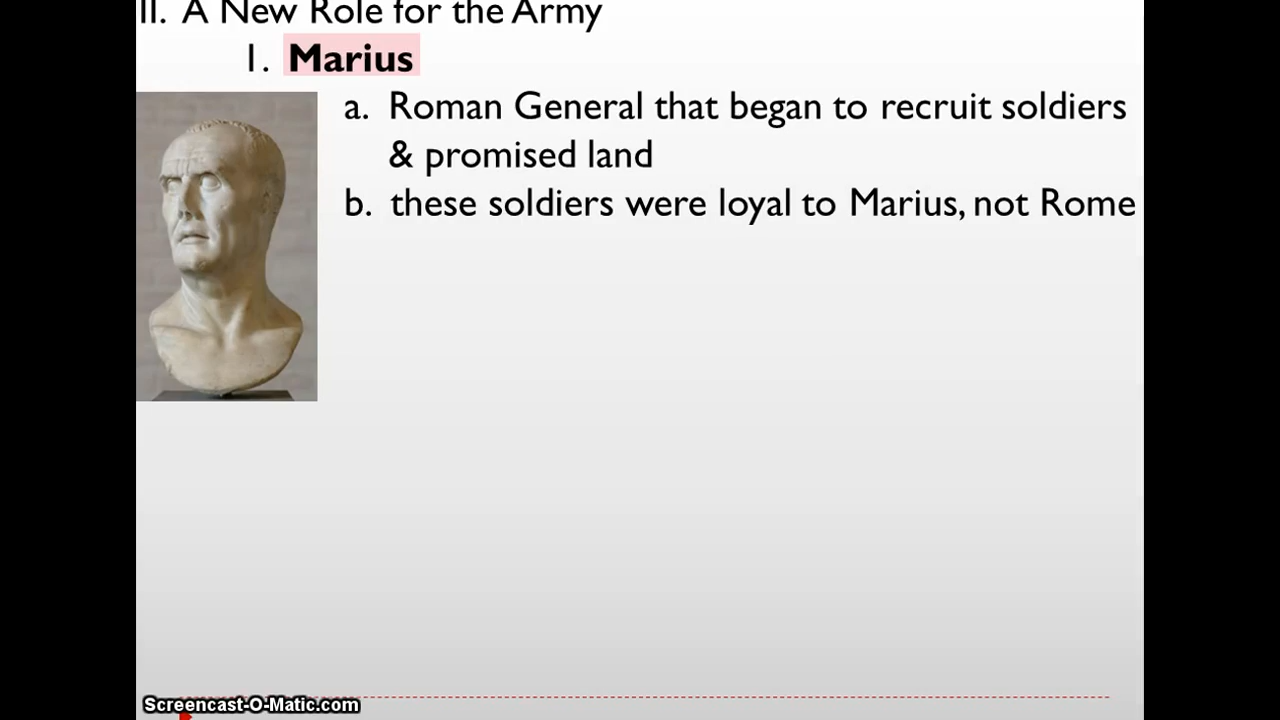 II. A New Role for the Army
1. Marius
a. Roman General that began to recruit soldiers
& promised land
b. these soldiers were loyal to Marius, not Rome
Screencast-O-Matic.com